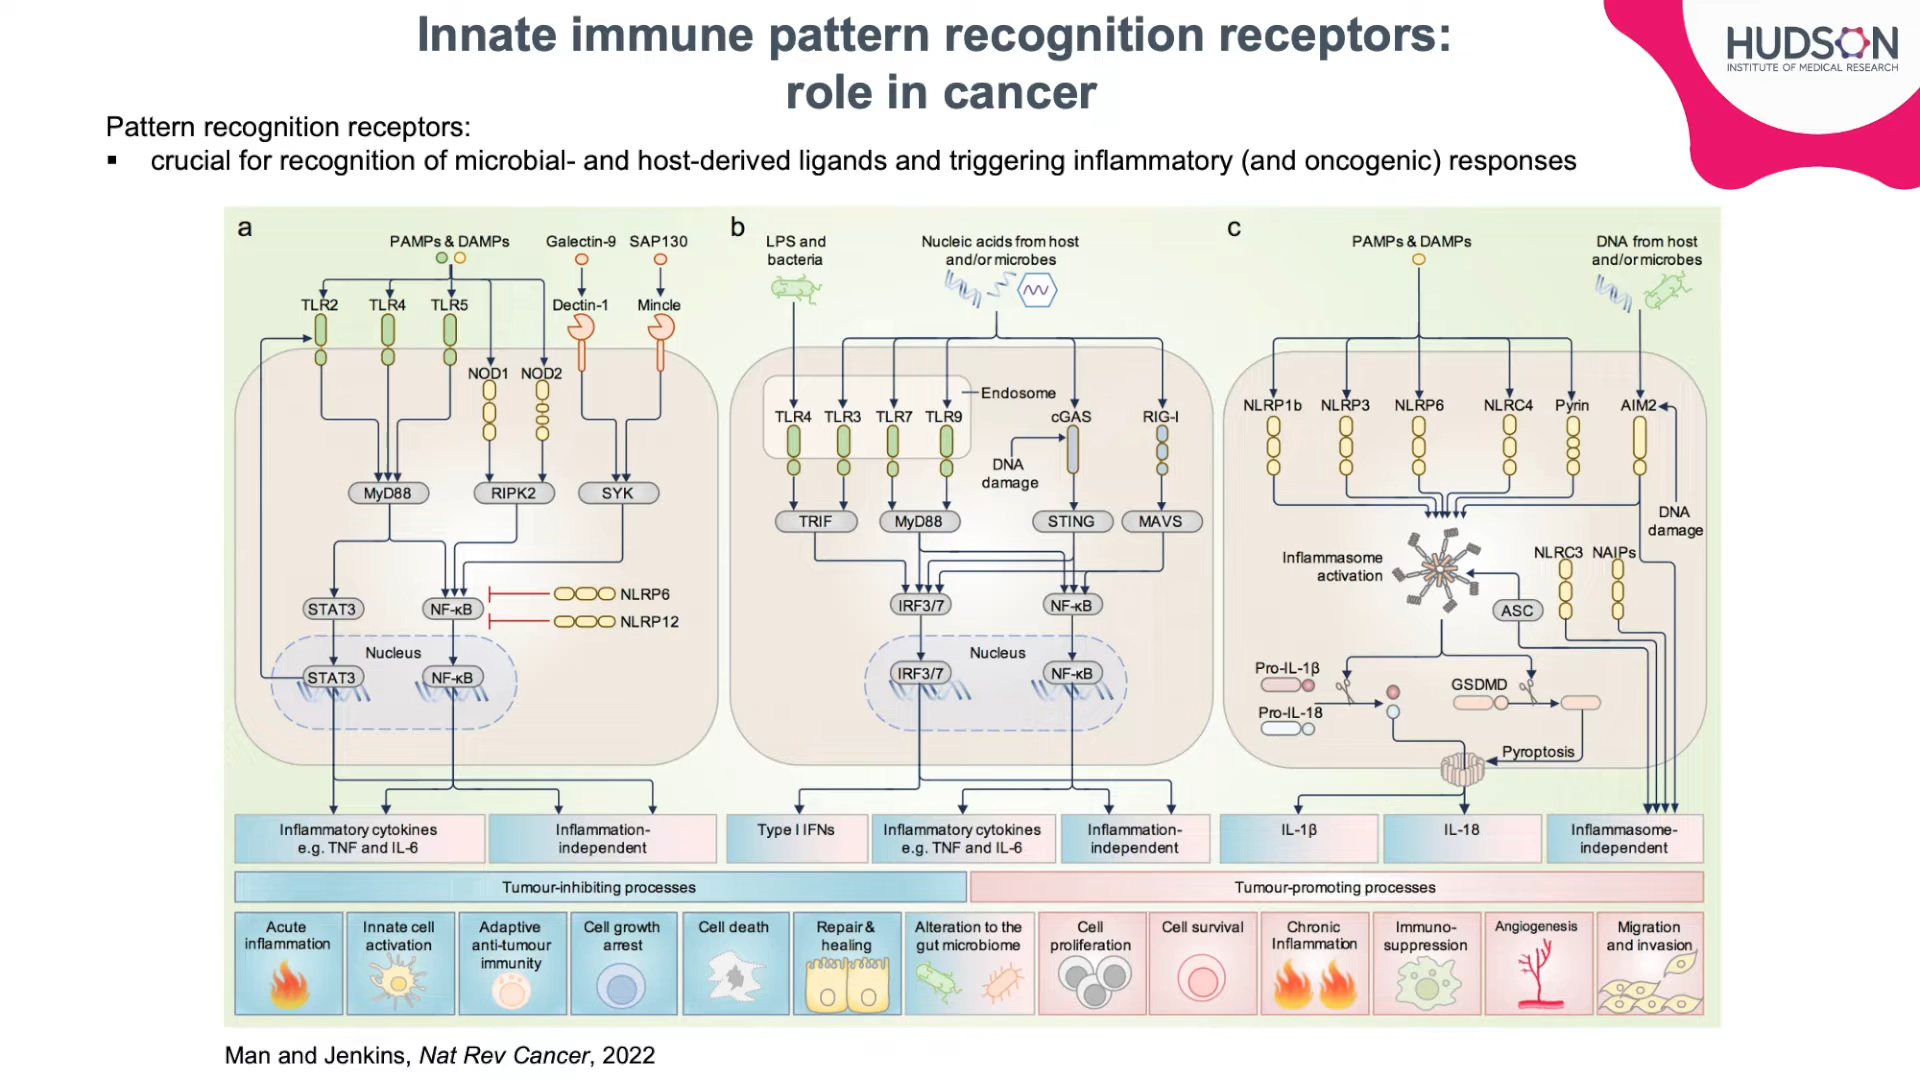 Innate immune pattern recognition receptors:
role in cancer
HUDSON
INSTITUTE OF MEDICAL RESEARCH
Pattern recognition receptors:
▪ crucial for recognition of microbial- and host-derived ligands and triggering inflammatory (and oncogenic) responses
a
PAMPs & DAMPs
Galectin-9
SAP130
TLR2
TLR4
TLR5
Dectin-1
Mincle
NOD1
NOD2
MyD88
RIPK2
SYK
STAT3
NF-κB
NLRP6
NLRP12
Nucleus
STAT3
NF-κB
b
LPS and
bacteria
Nucleic acids from host
and/or microbes
Endosome
TLR4
TLR3
TLR7
TLR9
cGAS
RIG-I
DNA
damage
TRIF
MyD88
STING
MAVS
IRF3/7
NF-κB
Nucleus
IRF3/7
NF-κB
c
PAMPs & DAMPs
DNA from host
and/or microbes
NLRP1b
NLRP3
NLRP6
NLRC4
Pyrin
AIM2
DNA
damage
Inflammasome
activation
NLRC3
NAIPs
ASC
Pro-IL-1β
Pro-IL-18
GSDMD
Pyroptosis
Inflammatory cytokines
e.g. TNF and IL-6
Inflammation-
independent
Type I IFNs
Inflammatory cytokines
e.g. TNF and IL-6
Inflammation-
independent
IL-1β
IL-18
Inflammasome-
independent
Tumour-inhibiting processes
Tumour-promoting processes
Acute
inflammation
Innate cell
activation
Adaptive
anti-tumour
immunity
Cell growth
arrest
Cell death
Repair &
healing
Alteration to the
gut microbiome
Cell
proliferation
Cell survival
Chronic
Inflammation
Immuno-
suppression
Angiogenesis
Migration
and invasion
Man and Jenkins, Nat Rev Cancer, 2022